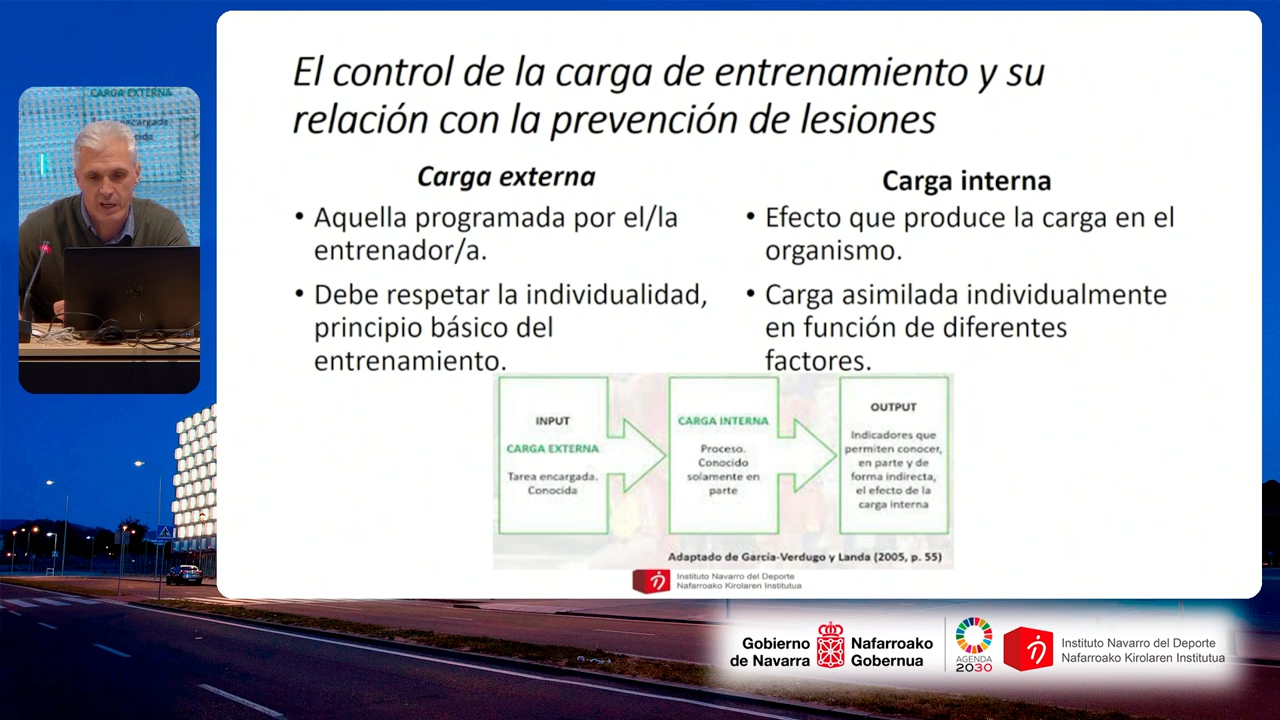 El control de la carga de entrenamiento y su
relación con la prevención de lesiones
Carga externa
• Aquella programada por el/la
entrenador/a.
• Debe respetar la individualidad,
principio básico del
entrenamiento.
Carga interna
• Efecto que produce la carga en el
organismo.
• Carga asimilada individualmente
en función de diferentes
factores.
INPUT
CARGA EXTERNA
Tarea encargada.
Conocida
CARGA INTERNA
Proceso.
Conocido
solamente en
parte
OUTPUT
Indicadores que
permiten conocer,
en parte y de
forma indirecta,
el efecto de la
carga interna
Adaptado de García-Verdugo y Landa (2005, p. 55)
Instituto Navarro del Deporte
Nafarroako Kirolaren Institutua
CARGA EXTERNA
encargada
Gobierno
de Navarra
Nafarroako
Gobernua
AGENDA
2030
Instituto Navarro del Deporte
Nafarroako Kirolaren Institutua